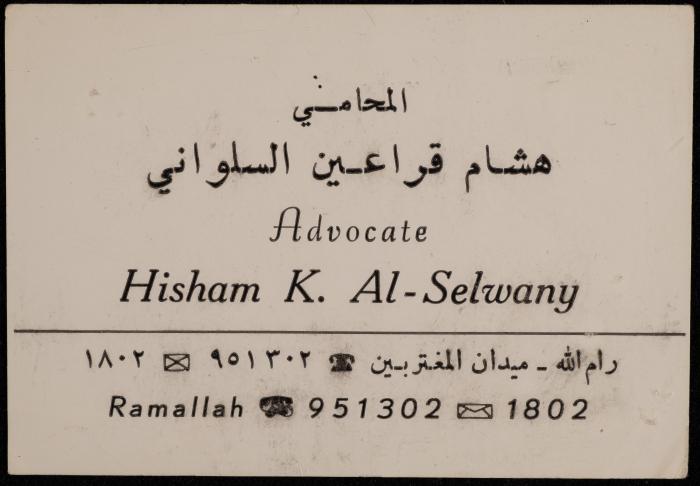 المحامي
هشام قراعين السلواني
Advocate
Hisham K. Al-Selwany
رام الله - ميدان المغتربين ☎ ٩٥١٣٠٢ ✉ ١٨٠٢
Ramallah ☎ 951302 ✉ 1802